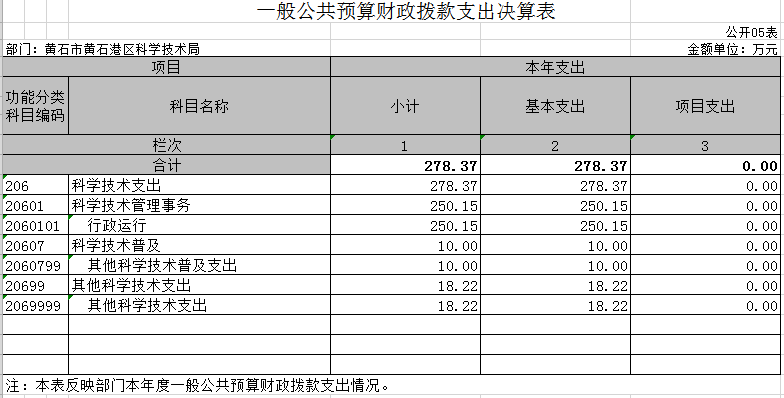 一般公共预算财政拨款支出决算表
公开05表
部门：黄石市黄石港区科学技术局 金额单位：万元
项目 本年支出
功能分类科目编码 科目名称 小计 基本支出 项目支出
栏次 1 2 3
合计 278.37 278.37 0.00
206 科学技术支出 278.37 278.37 0.00
20601 科学技术管理事务 250.15 250.15 0.00
2060101 行政运行 250.15 250.15 0.00
20607 科学技术普及 10.00 10.00 0.00
2060799 其他科学技术普及支出 10.00 10.00 0.00
20699 其他科学技术支出 18.22 18.22 0.00
2069999 其他科学技术支出 18.22 18.22 0.00
注：本表反映部门本年度一般公共预算财政拨款支出情况。